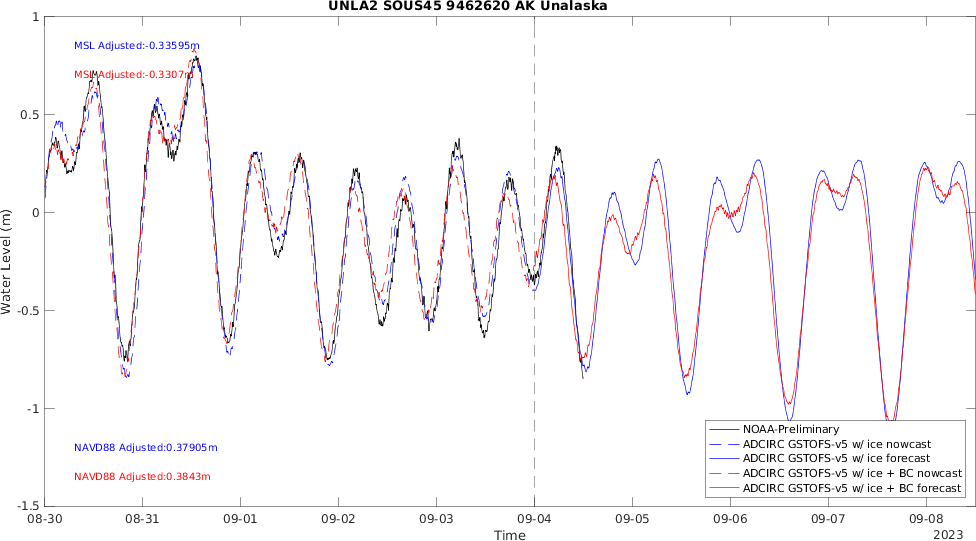 UNLA2 SOUS45 9462620 AK Unalaska
1
MSL Adjusted:-0.33595m
MSL Adjusted:-0.3307m
0.5
0
Water Level (m)
-0.5
-1
NAVD88 Adjusted:0.37905m
NAVD88 Adjusted:0.3843m
-1.5
NOAA-Preliminary
ADCIRC GSTOFS-v5 w/ ice nowcast
ADCIRC GSTOFS-v5 w/ ice forecast
ADCIRC GSTOFS-v5 w/ ice + BC nowcast
ADCIRC GSTOFS-v5 w/ ice + BC forecast
08-30 08-31 09-01 09-02 09-03 09-04 09-05 09-06 09-07 09-08
Time
2023